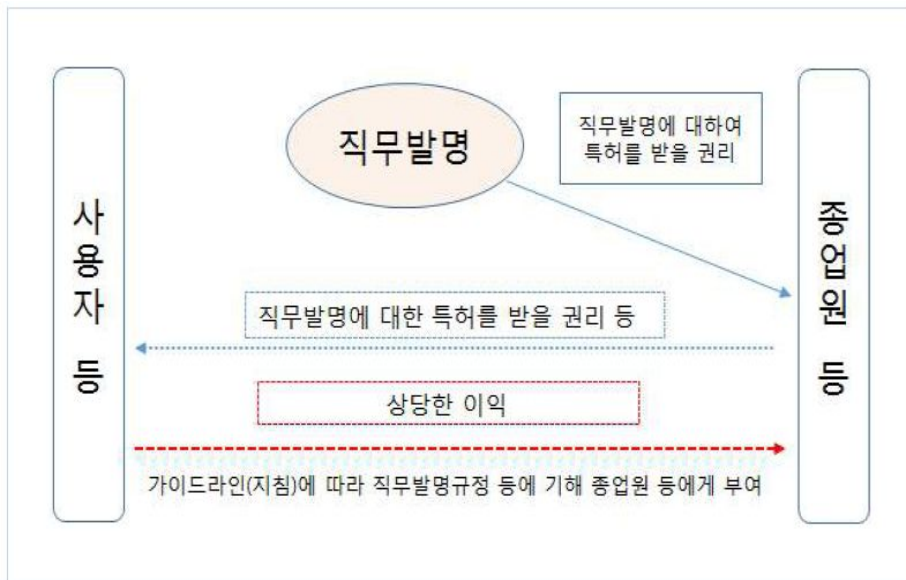 직무발명
직무발명에 대하여
특허를 받을 권리
사용자 등
종업원 등
직무발명에 대한 특허를 받을 권리 등
상당한 이익
가이드라인(지침)에 따라 직무발명규정 등에 기해 종업원 등에게 부여